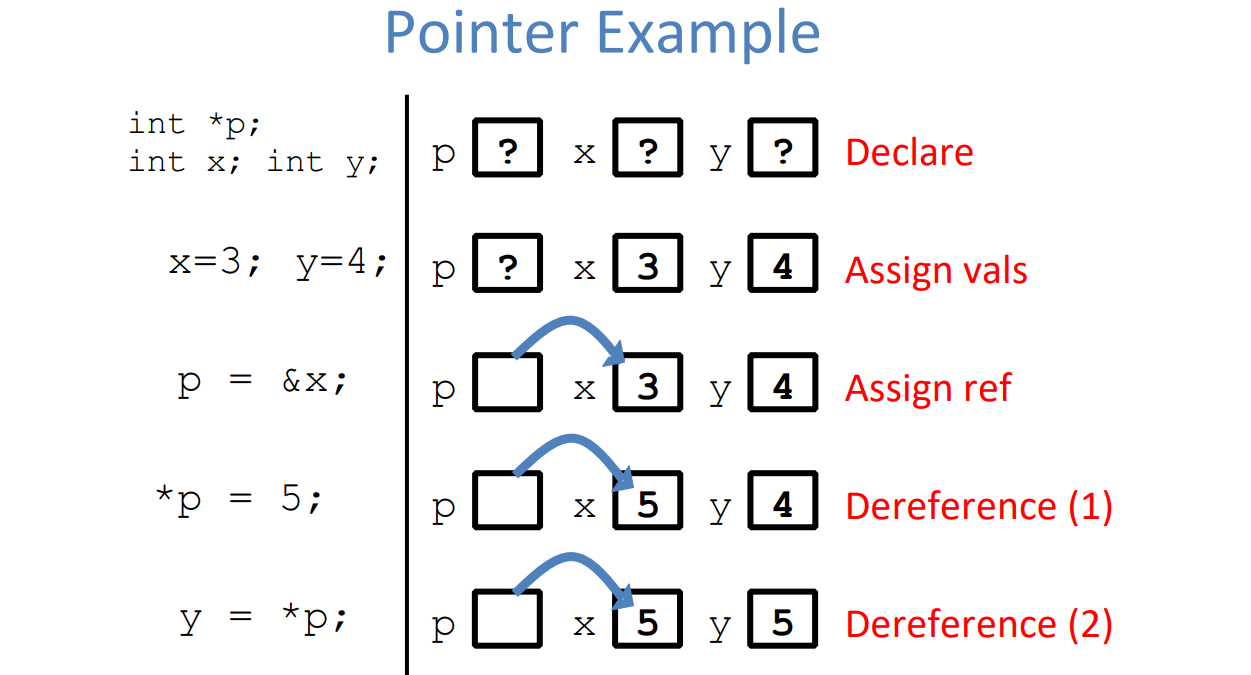 Pointer Example
int *p;
int x; int y;
p ? x ? y ? Declare
x=3; y=4;
p ? x 3 y 4 Assign vals
p = &x;
p x 3 y 4 Assign ref
*p = 5;
p x 5 y 4 Dereference (1)
y = *p;
p x 5 y 5 Dereference (2)